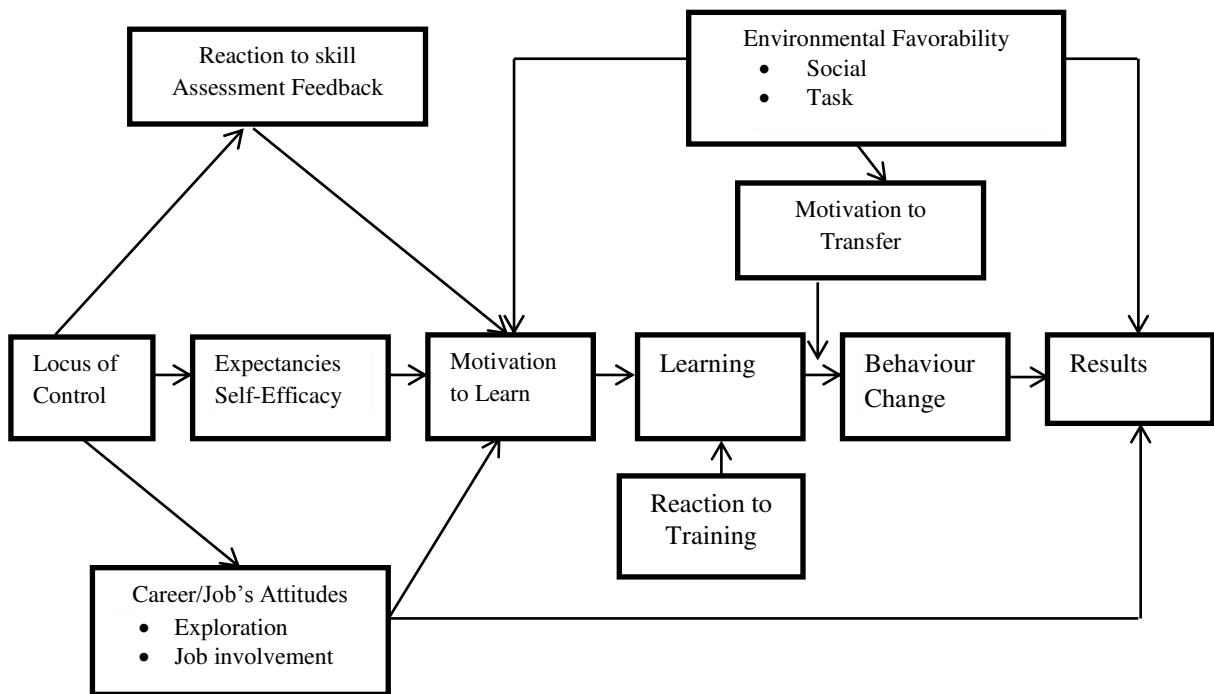 Reaction to skill
Assessment Feedback
Environmental Favorability
• Social
• Task
Motivation to
Transfer
Locus of
Control
Expectancies
Self-Efficacy
Motivation
to Learn
Learning
Behaviour
Change
Results
Reaction to
Training
Career/Job’s Attitudes
• Exploration
• Job involvement